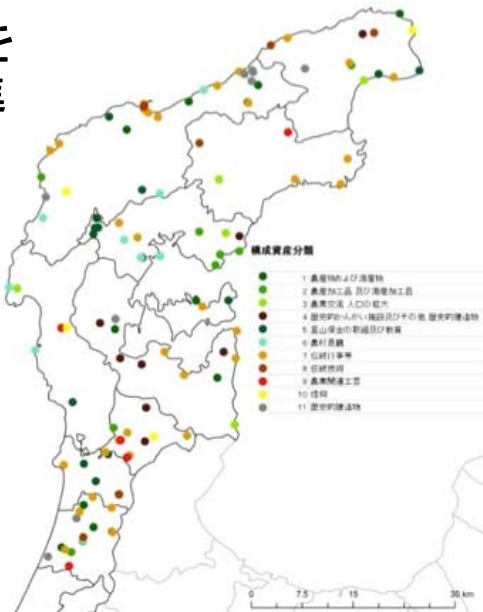 構成資産分類
1 農産物および海産物
2 農産加工品 及び海産加工品
3 農業交流 人口の拡大
4 歴史的かんがい施設及びその他 歴史的建造物
5 里山保全の取組及び教育
6 農村景観
7 伝統行事等
8 伝統技術
9 農業関連工芸
10 信仰
11 歴史的建造物
0 7.5 15 30 km